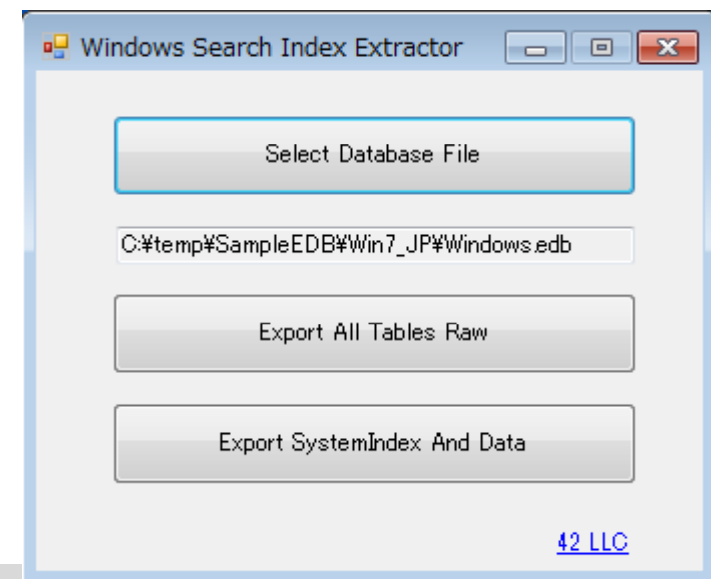 Windows Search Index Extractor
Select Database File
C:¥temp¥SampleEDB¥Win7_JP¥Windows.edb
Export All Tables Raw
Export SystemIndex And Data
42 LLC